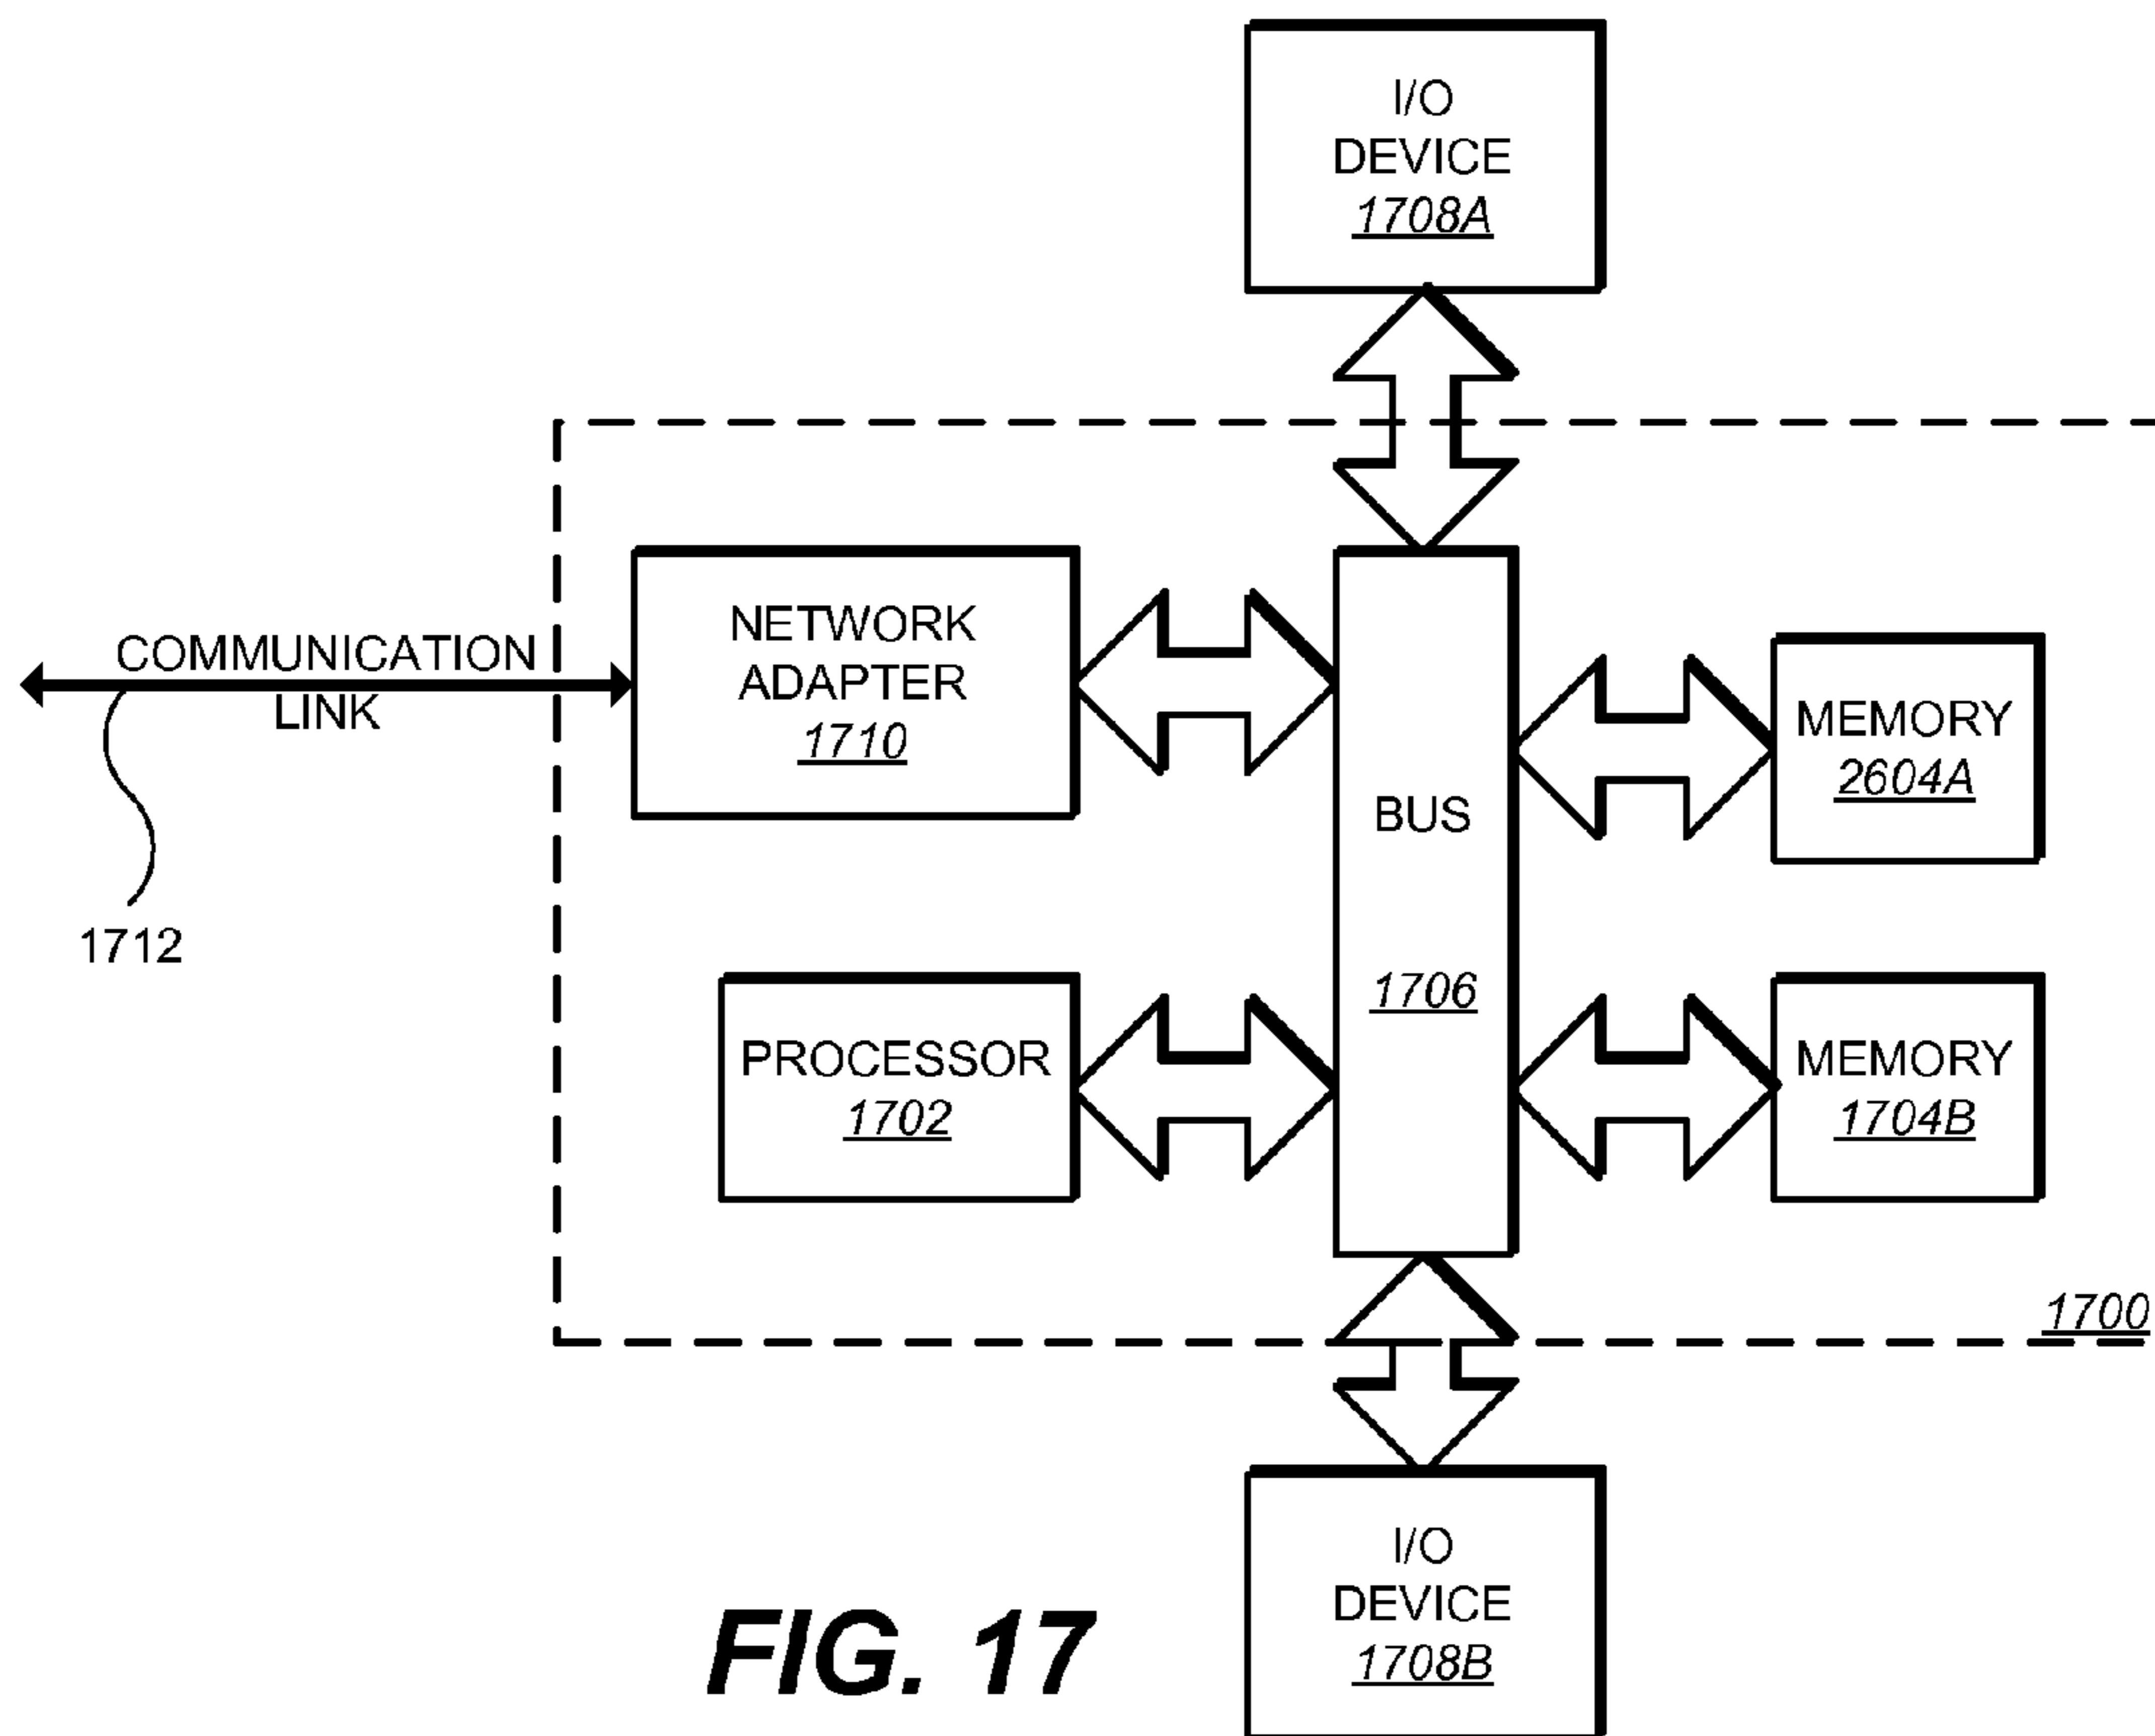 I/O
DEVICE
1708A
COMMUNICATION
LINK
1712
NETWORK
ADAPTER
1710
BUS
1706
MEMORY
2604A
PROCESSOR
1702
MEMORY
1704B
1700
I/O
DEVICE
1708B
FIG. 17